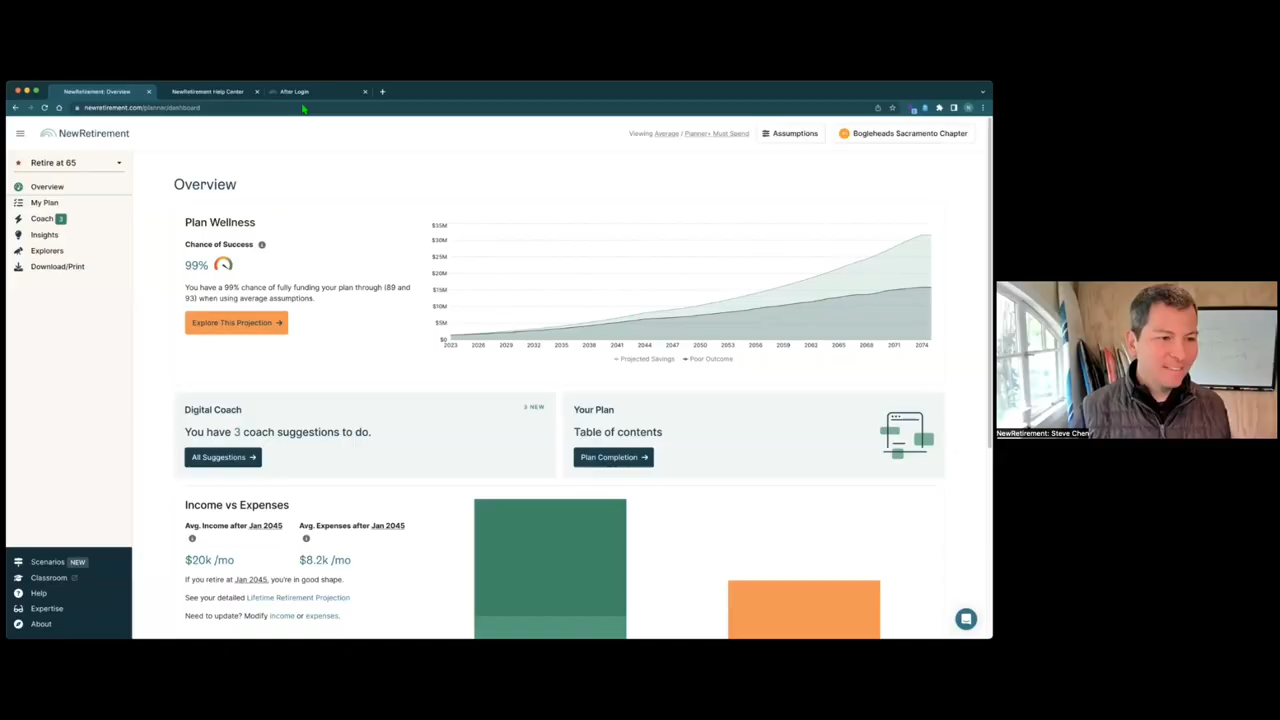 NewRetirement: Overview
NewRetirement Help Center
After Login
newretirement.com/planner/dashboard
NewRetirement
Viewing Average / Planner+ Must Spend
Assumptions
Bogleheads Sacramento Chapter
Retire at 65
Overview
My Plan
Coach 3
Insights
Explorers
Download/Print
Overview
Plan Wellness
Chance of Success
99%
You have a 99% chance of fully funding your plan through (89 and
93) when using average assumptions.
Explore This Projection
$35M
$30M
$25M
$20M
$15M
$10M
$5M
$0
2023 2026 2029 2032 2035 2038 2041 2044 2047 2050 2053 2056 2059 2062 2065 2068 2071 2074
Projected Savings Poor Outcome
Digital Coach
3 NEW
You have 3 coach suggestions to do.
All Suggestions
Your Plan
Table of contents
Plan Completion
Income vs Expenses
Avg. Income after Jan 2045
Avg. Expenses after Jan 2045
$20k /mo
$8.2k /mo
If you retire at Jan 2045, you're in good shape.
See your detailed Lifetime Retirement Projection
Need to update? Modify income or expenses.
Scenarios NEW
Classroom
Help
Expertise
About
NewRetirement: Steve Chen